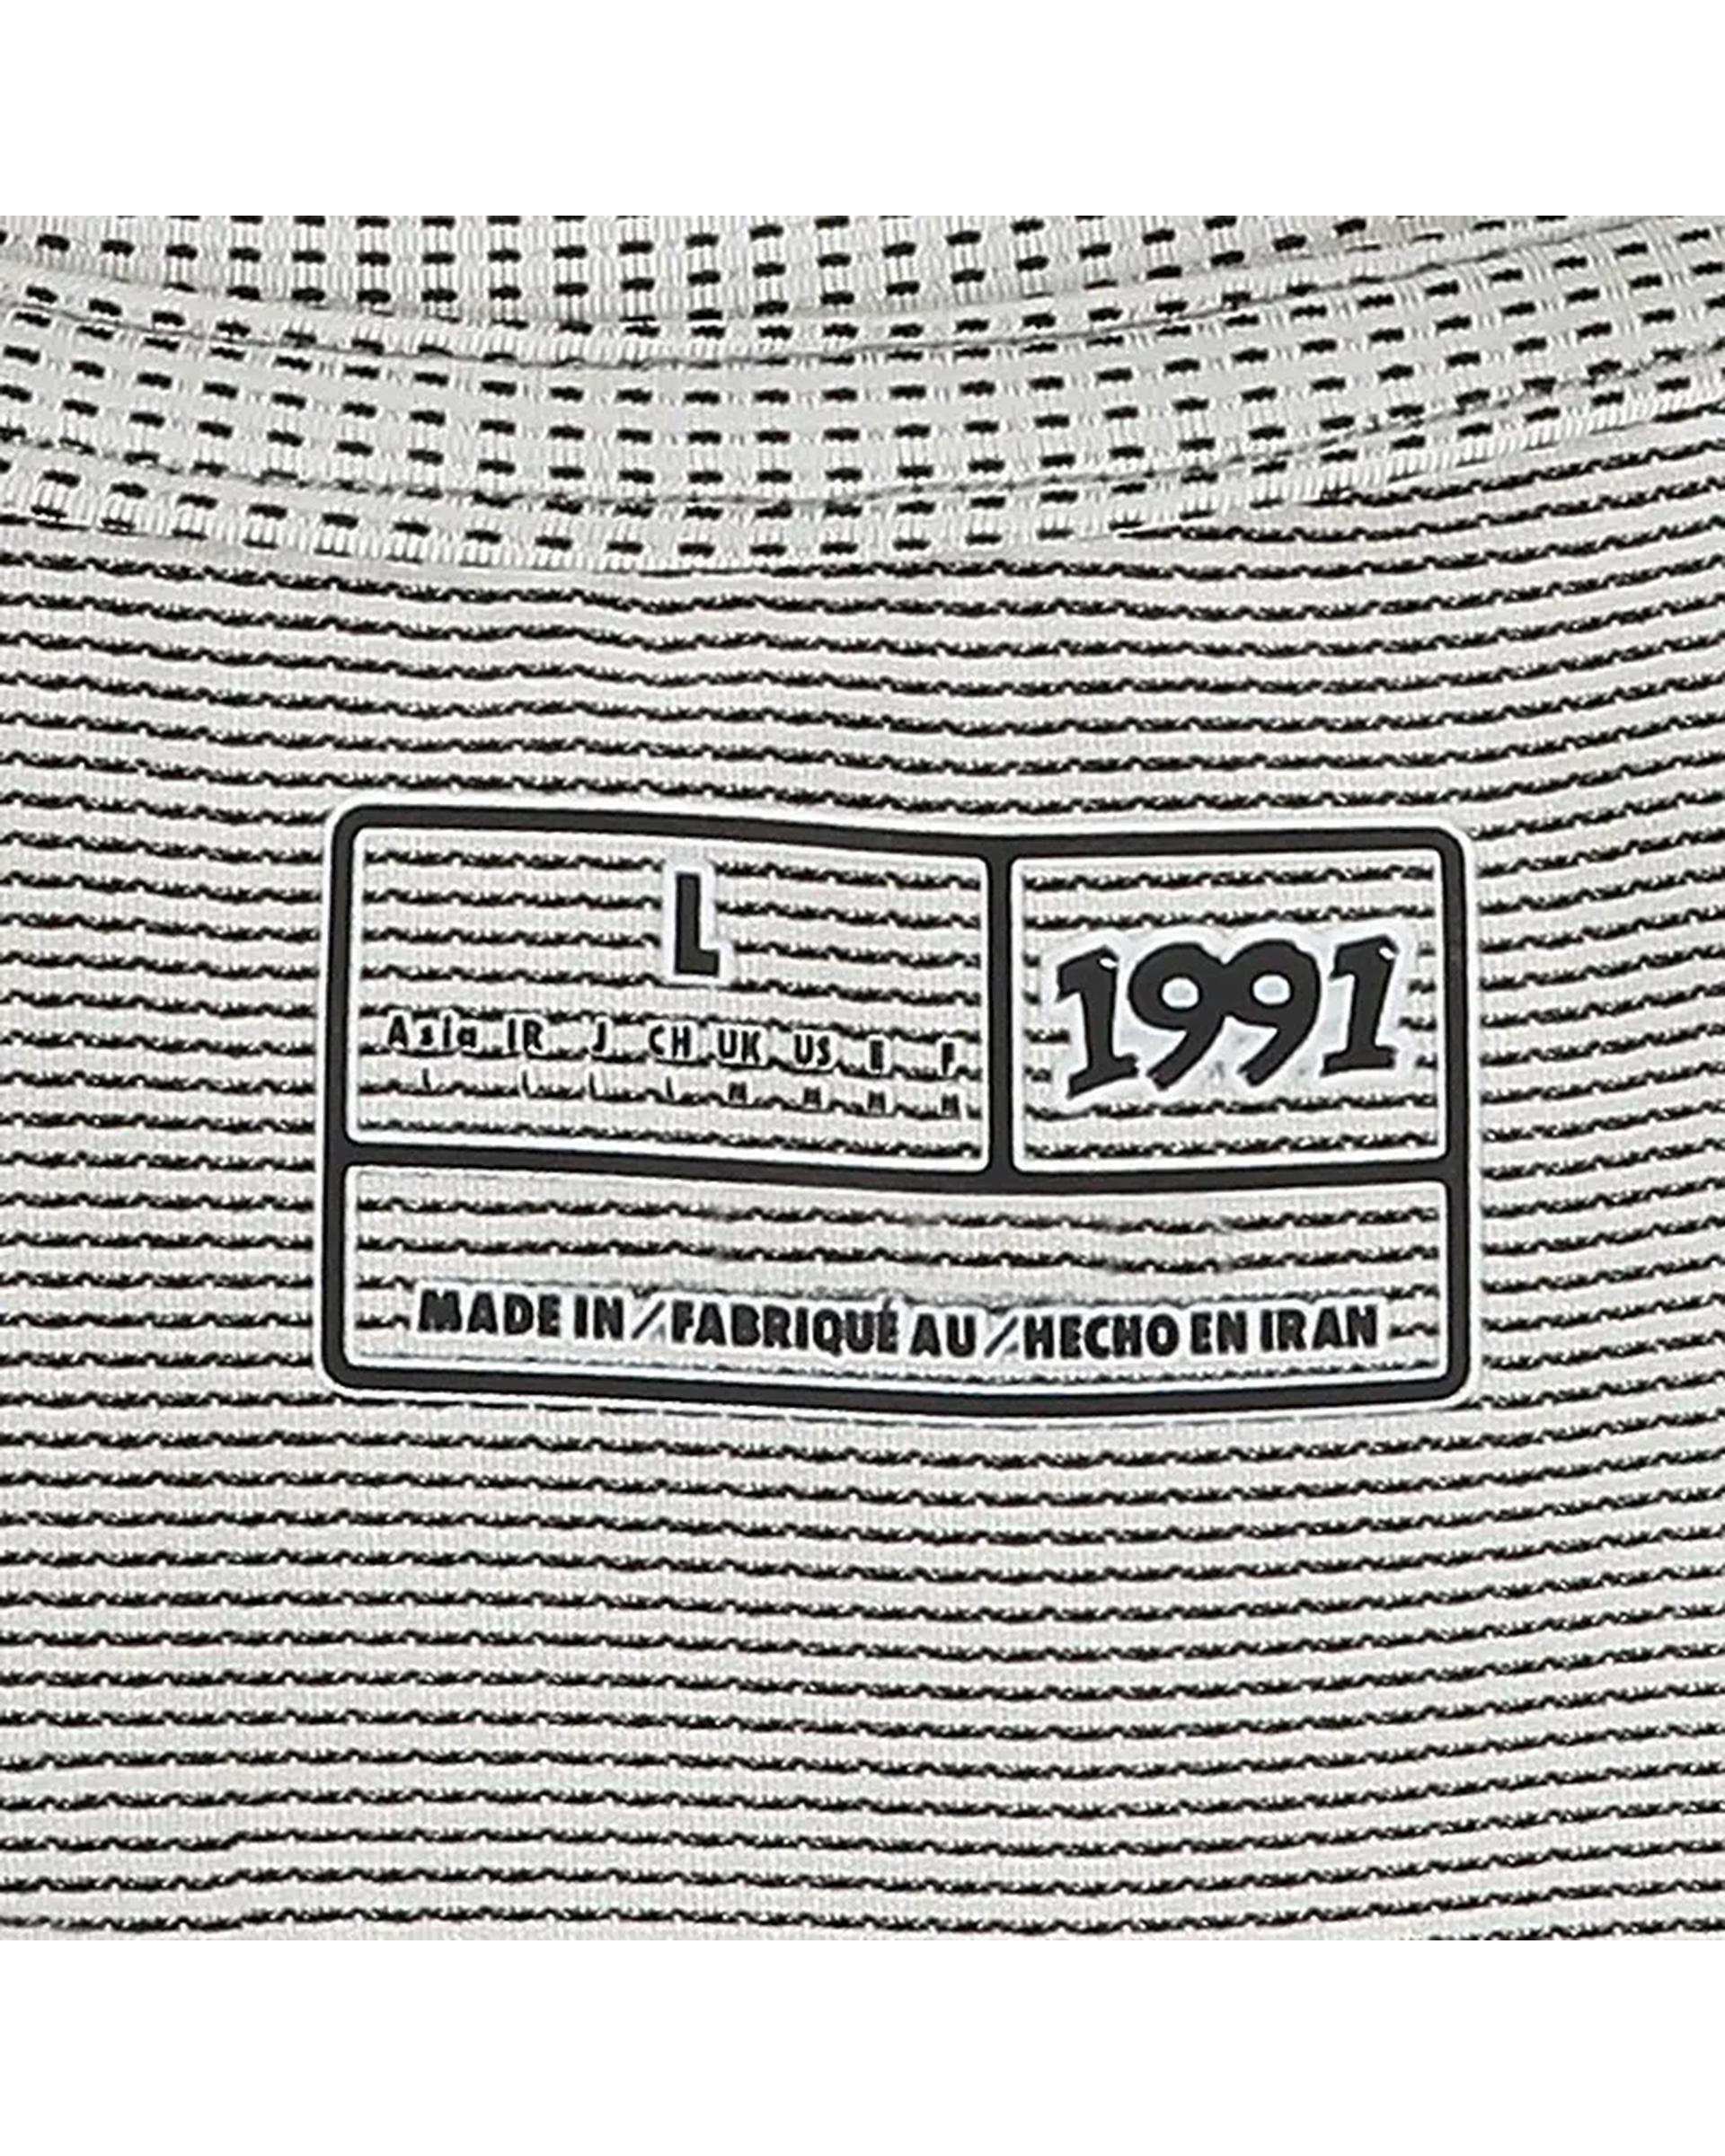 L
Asia IR J CH UK US E F
L L L L M M M M
1991
MADE IN/FABRIQUÉ AU/HECHO EN IRAN